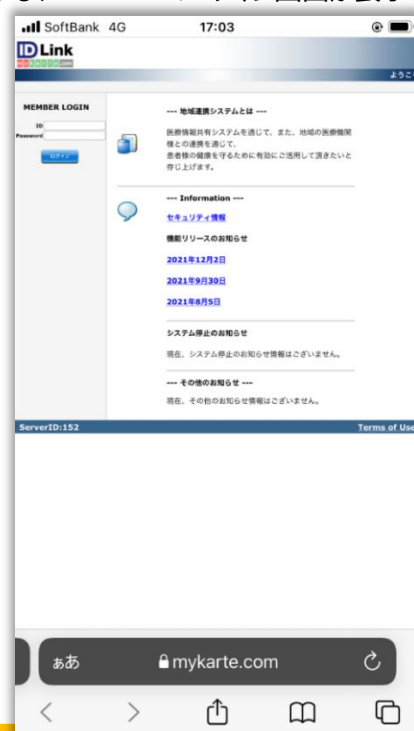 SoftBank 4G 17:03
ID Link
MEMBER LOGIN
ID
Password
ログイン
--- 地域連携システムとは ---
医療情報共有システムを通じて、また、地域の医療機関
様との連携を通じて、
患者様の健康を守るために有効にご活用して頂きたいと
存じ上げます。
--- Information ---
セキュリティ情報
機能リリースのお知らせ
2021年12月2日
2021年9月30日
2021年8月5日
システム停止のお知らせ
現在、システム停止のお知らせ情報はございません。
--- その他のお知らせ ---
現在、その他のお知らせ情報はございません。
ServerID:152 Terms of Use
ぁあ mykarte.com